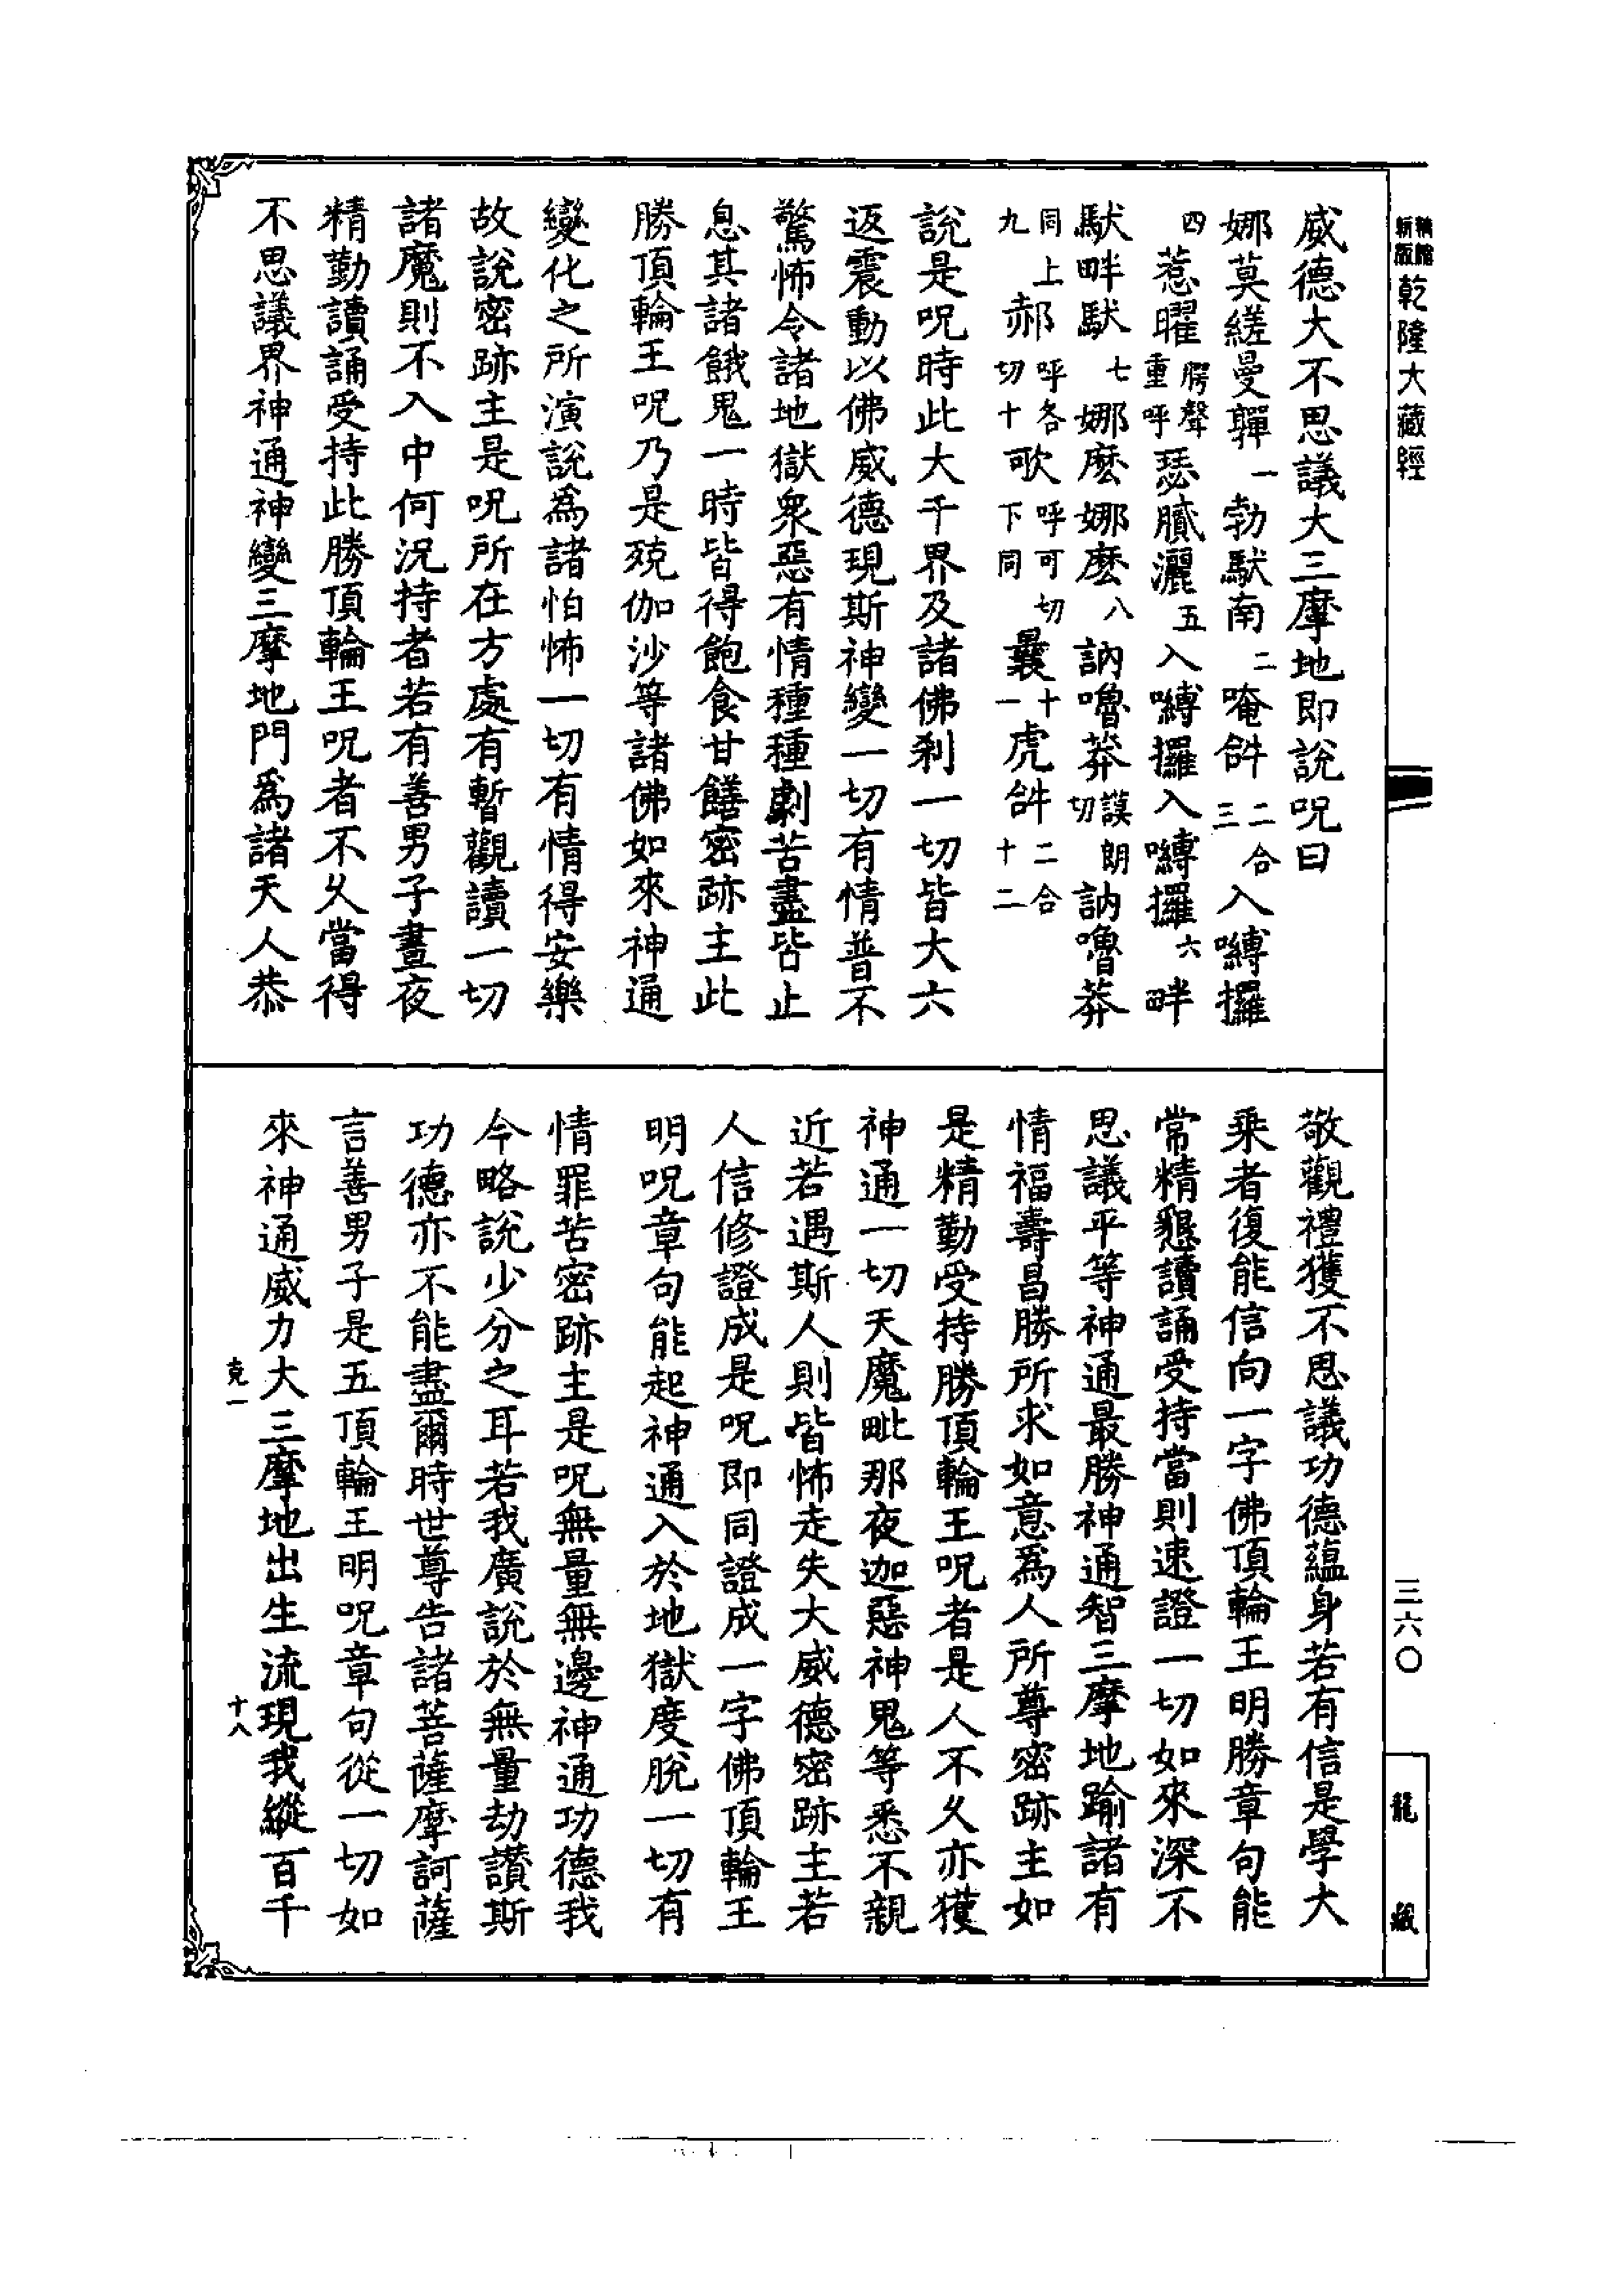 乾隆大藏經
威德大不思議大三摩地即說呪曰
娜莫縒曼嚲一勃馱南二唵𤙖二合三入嚩攞
四惹曜㗁聲重呼瑟膩灑五入嚩攞入嚩攞六畔
馱畔馱七娜麼娜麼八訥嚕莽謨朗切訥嚕莽
同上九郝呼各切十歌呼可切下同曩十一虎𤙖二合十二
說是呪時此大千界及諸佛剎一切皆大六
返震動以佛威德現斯神變一切有情普不
驚怖令諸地獄衆惡有情種種劇苦盡皆止
息其諸餓鬼一時皆得飽食甘饍密跡主此
勝頂輪王呪乃是殑伽沙等諸佛如來神通
變化之所演說爲諸怕怖一切有情得安樂
故說密跡主是呪所在方處有暫觀讀一切
諸魔則不入中何況持者若有善男子晝夜
精勤讀誦受持此勝頂輪王呪者不久當得
不思議界神通神變三摩地門爲諸天人恭
敬觀禮獲不思議功德蘊身若有信是學大
乘者復能信向一字佛頂輪王明勝章句能
常精懇讀誦受持當則速證一切如來深不
思議平等神通最勝神通智三摩地踰諸有
情福壽昌勝所求如意爲人所尊密跡主如
是精勤受持勝頂輪王呪者是人不久亦獲
神通一切天魔毗那夜迦惡神鬼等悉不親
近若遇斯人則皆怖走失大威德密跡主若
人信修證成是呪即同證成一字佛頂輪王
明呪章句能起神通入於地獄度脫一切有
情罪苦密跡主是呪無量無邊神通功德我
今略說少分之耳若我廣說於無量劫讚斯
功德亦不能盡爾時世尊告諸菩薩摩訶薩
言善男子是五頂輪王明呪章句從一切如
來神通威力大三摩地出生流現我縱百千
克一
十八
三六〇
龍藏